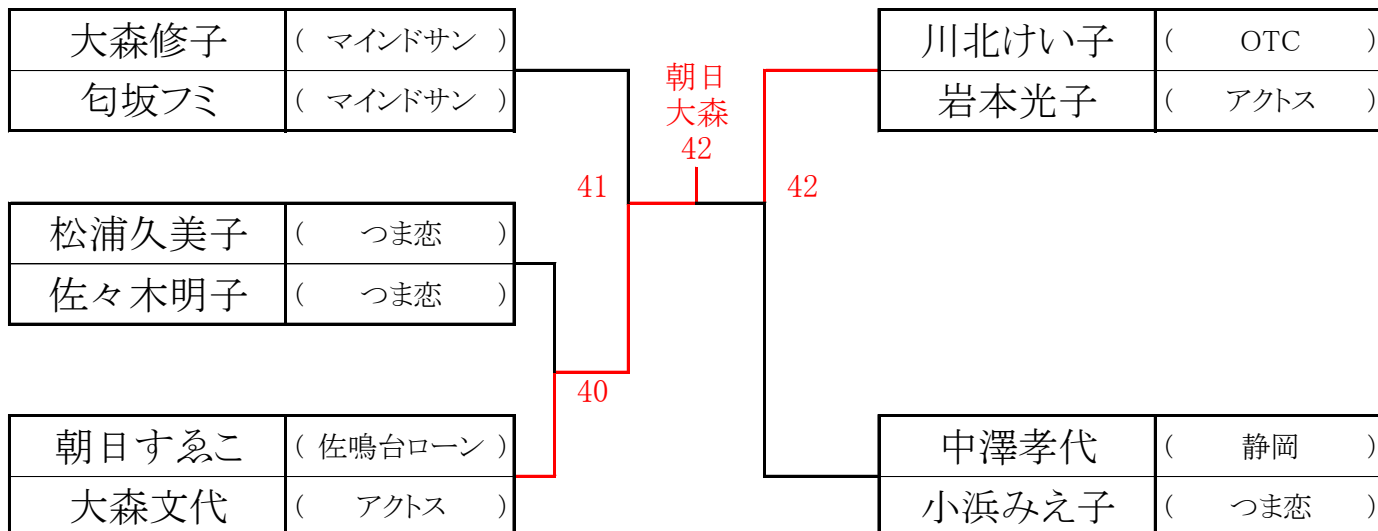 大森修子 ( マインドサン )
匂坂フミ ( マインドサン )
松浦久美子 ( つま恋 )
佐々木明子 ( つま恋 )
朝日すゑこ ( 佐鳴台ローン )
大森文代 ( アクトス )
41
40
朝日
大森
42
42
川北けい子 ( OTC )
岩本光子 ( アクトス )
中澤孝代 ( 静岡 )
小浜みえ子 ( つま恋 )